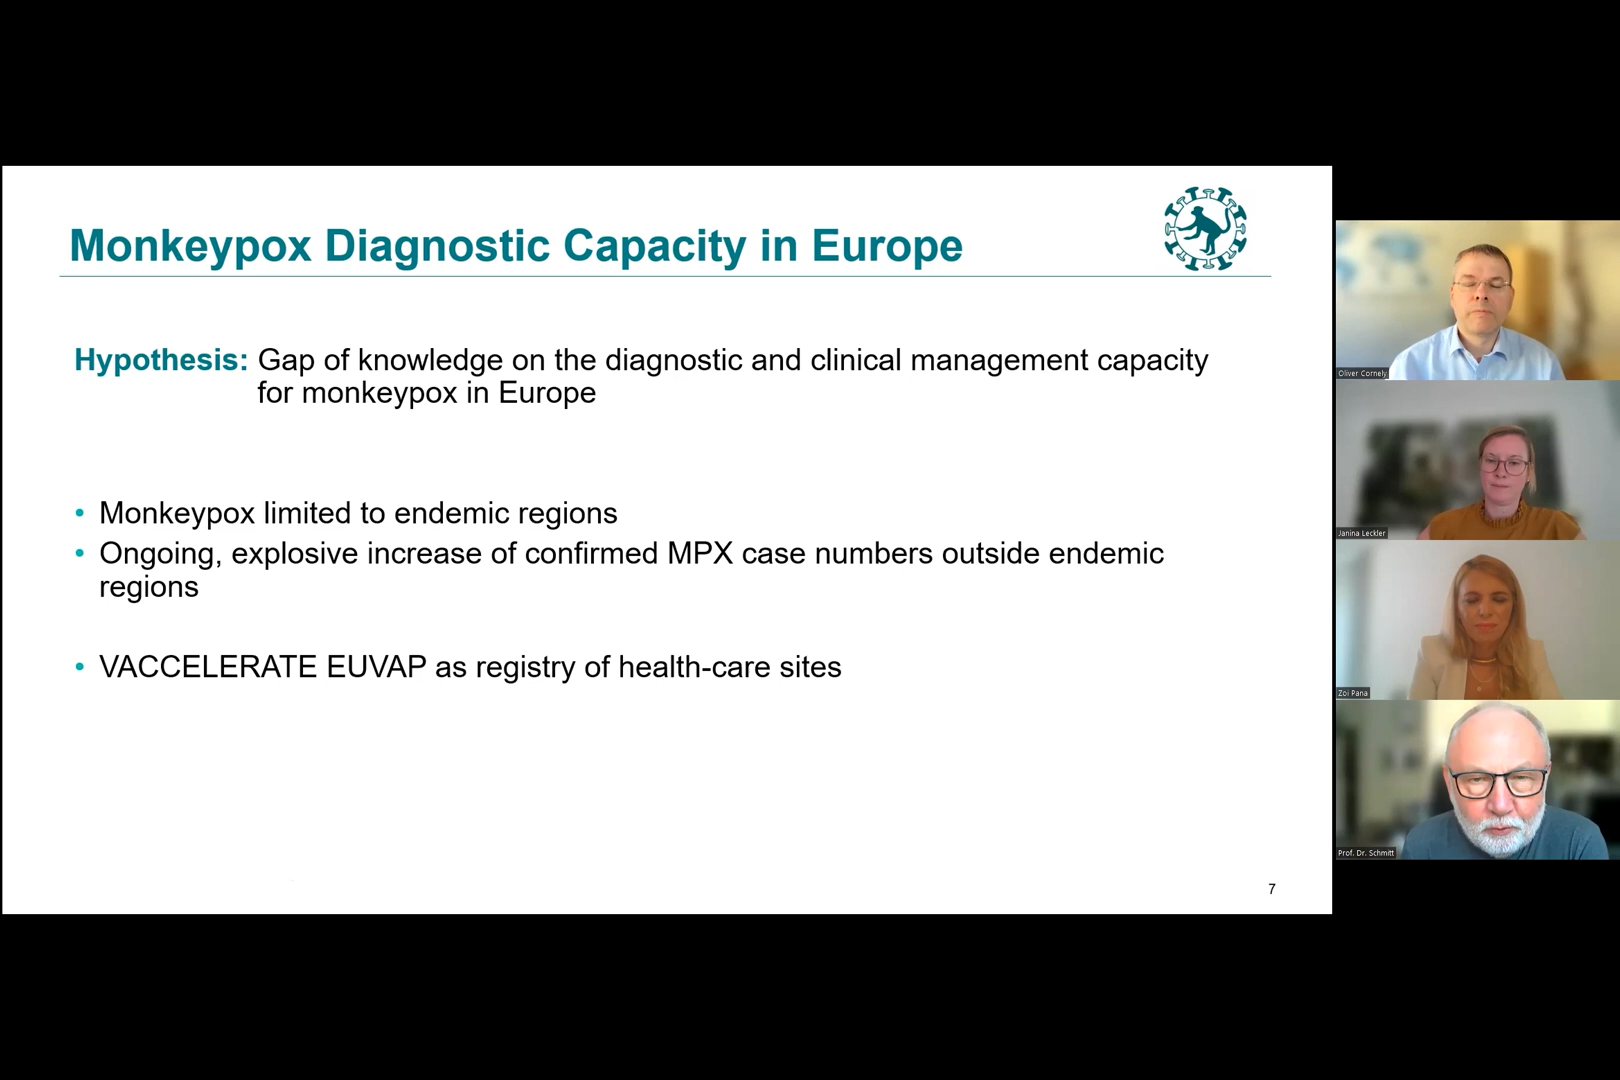 Monkeypox Diagnostic Capacity in Europe
Hypothesis: Gap of knowledge on the diagnostic and clinical management capacity
for monkeypox in Europe
• Monkeypox limited to endemic regions
• Ongoing, explosive increase of confirmed MPX case numbers outside endemic
regions
• VACCELERATE EUVAP as registry of health-care sites
7
Oliver Cornely
Janina Leckler
Zoi Pana
Prof. Dr. Schmitt